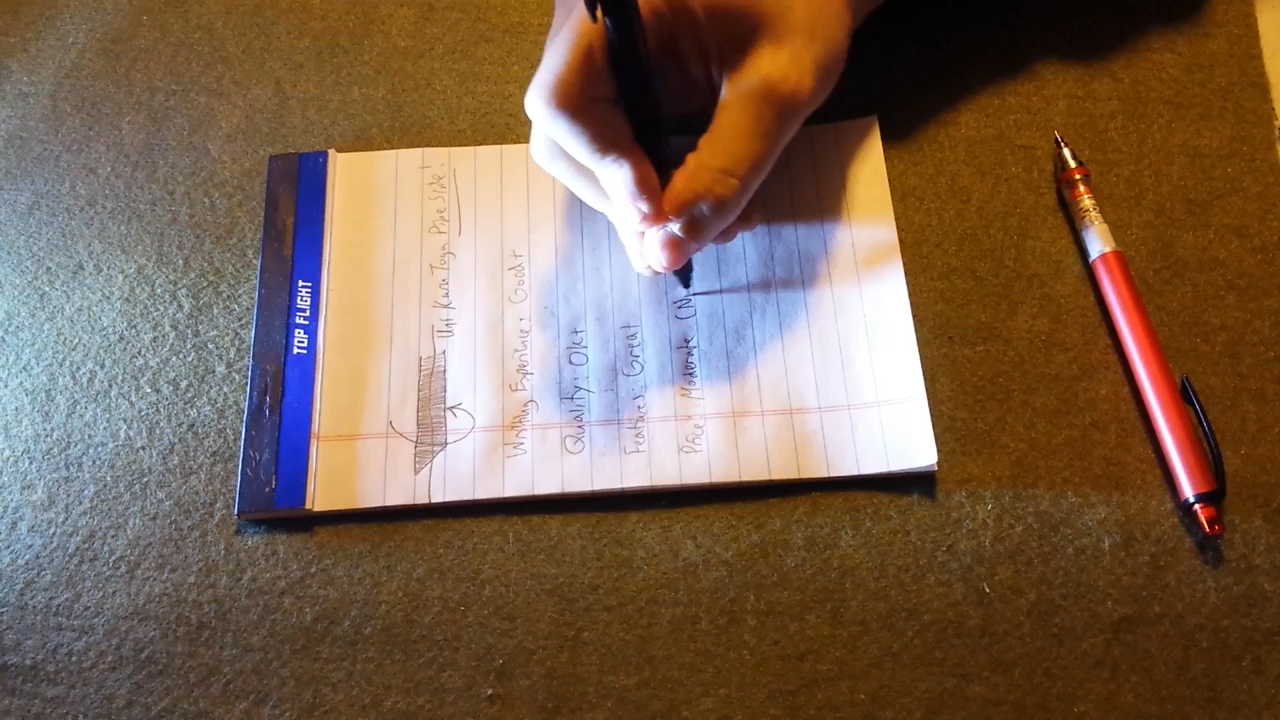 TOP FLIGHT
Uni Kuru Toga Pipe Slide!
Writing Experience: Good+
Quality: Ok+
Features: Great
Price: Moderate (N